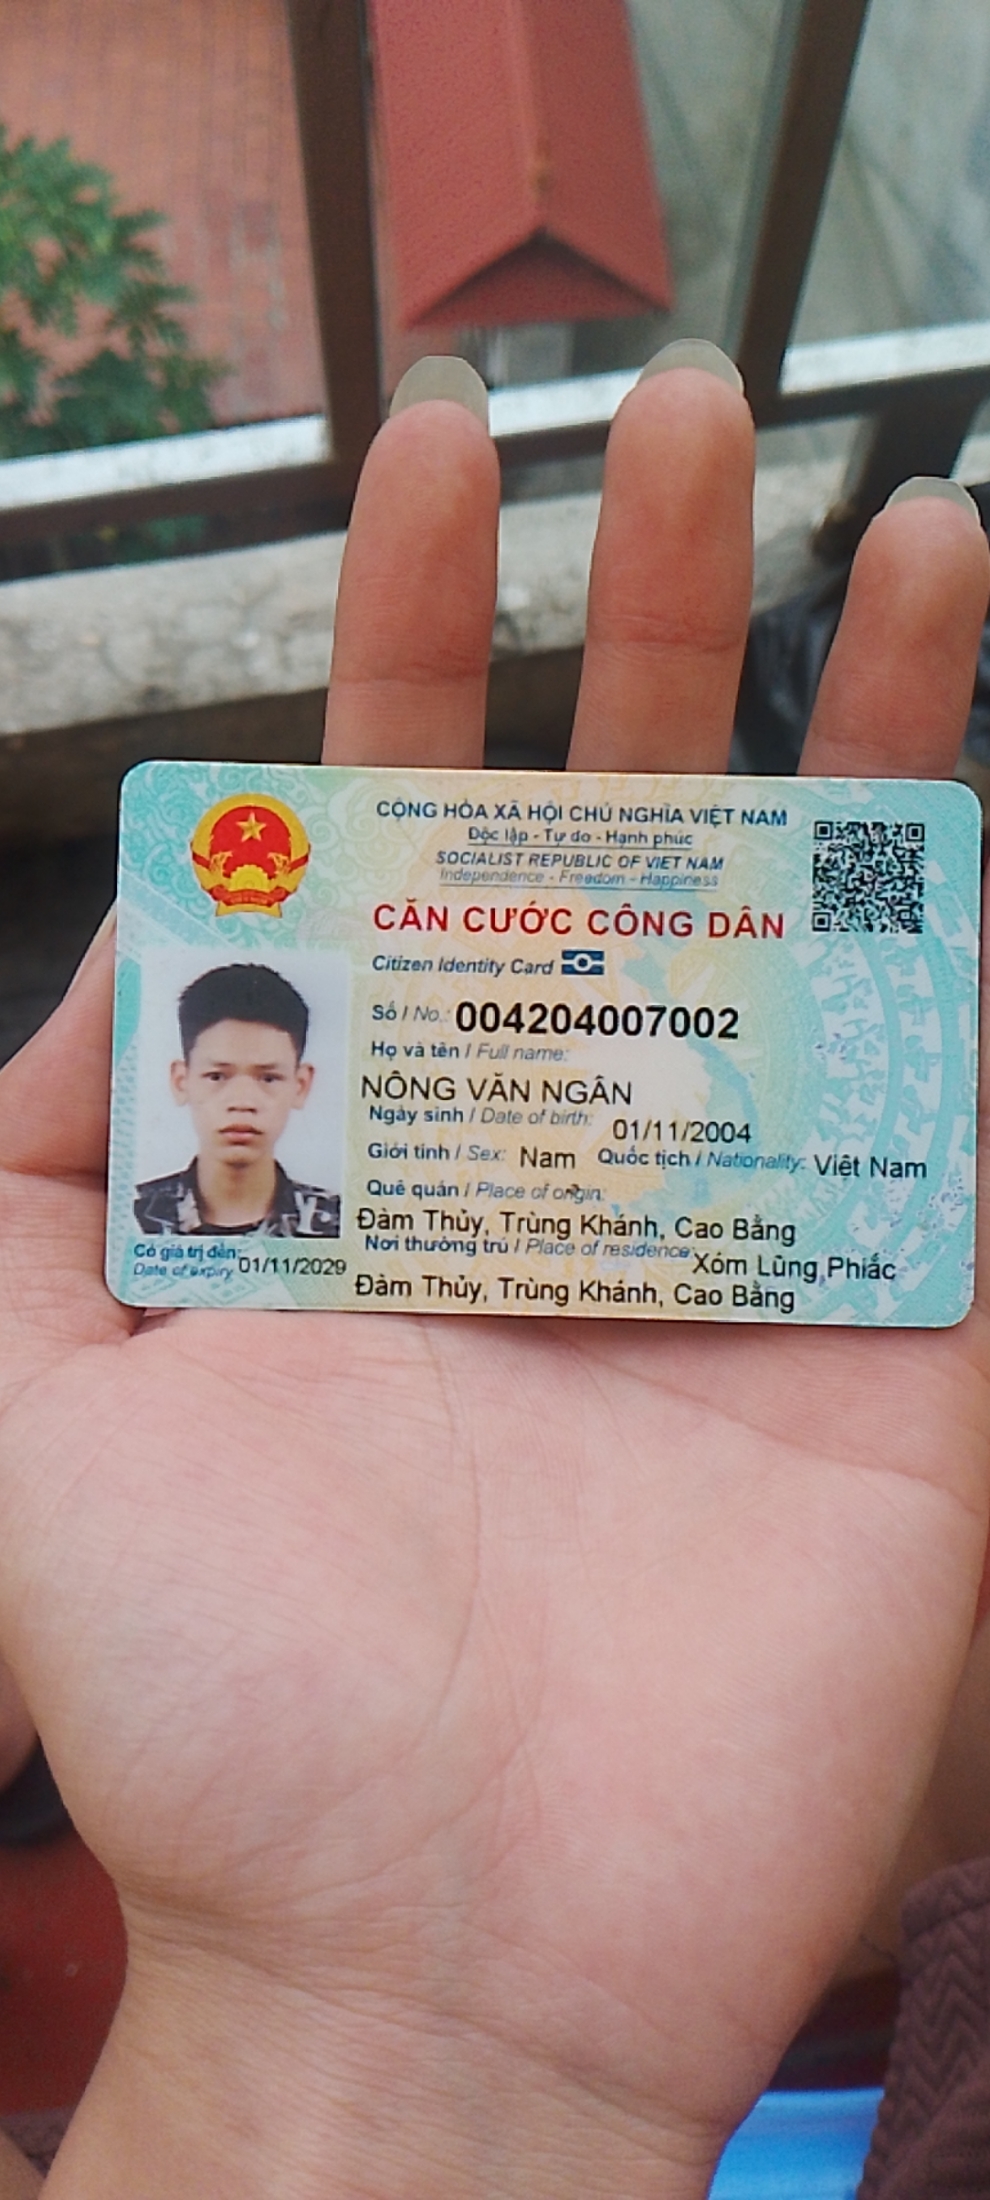 CỘNG HÒA XÃ HỘI CHỦ NGHĨA VIỆT NAM
Độc lập - Tự do - Hạnh phúc
SOCIALIST REPUBLIC OF VIET NAM
Independence - Freedom - Happiness
CĂN CƯỚC CÔNG DÂN
Citizen Identity Card
Số / No.: 004204007002
Họ và tên / Full name:
NÔNG VĂN NGÂN
Ngày sinh / Date of birth: 01/11/2004
Giới tính / Sex: Nam Quốc tịch / Nationality: Việt Nam
Quê quán / Place of origin:
Đàm Thủy, Trùng Khánh, Cao Bằng
Nơi thường trú / Place of residence: Xóm Lũng Phiắc
Đàm Thủy, Trùng Khánh, Cao Bằng
Có giá trị đến: 01/11/2029
Date of expiry